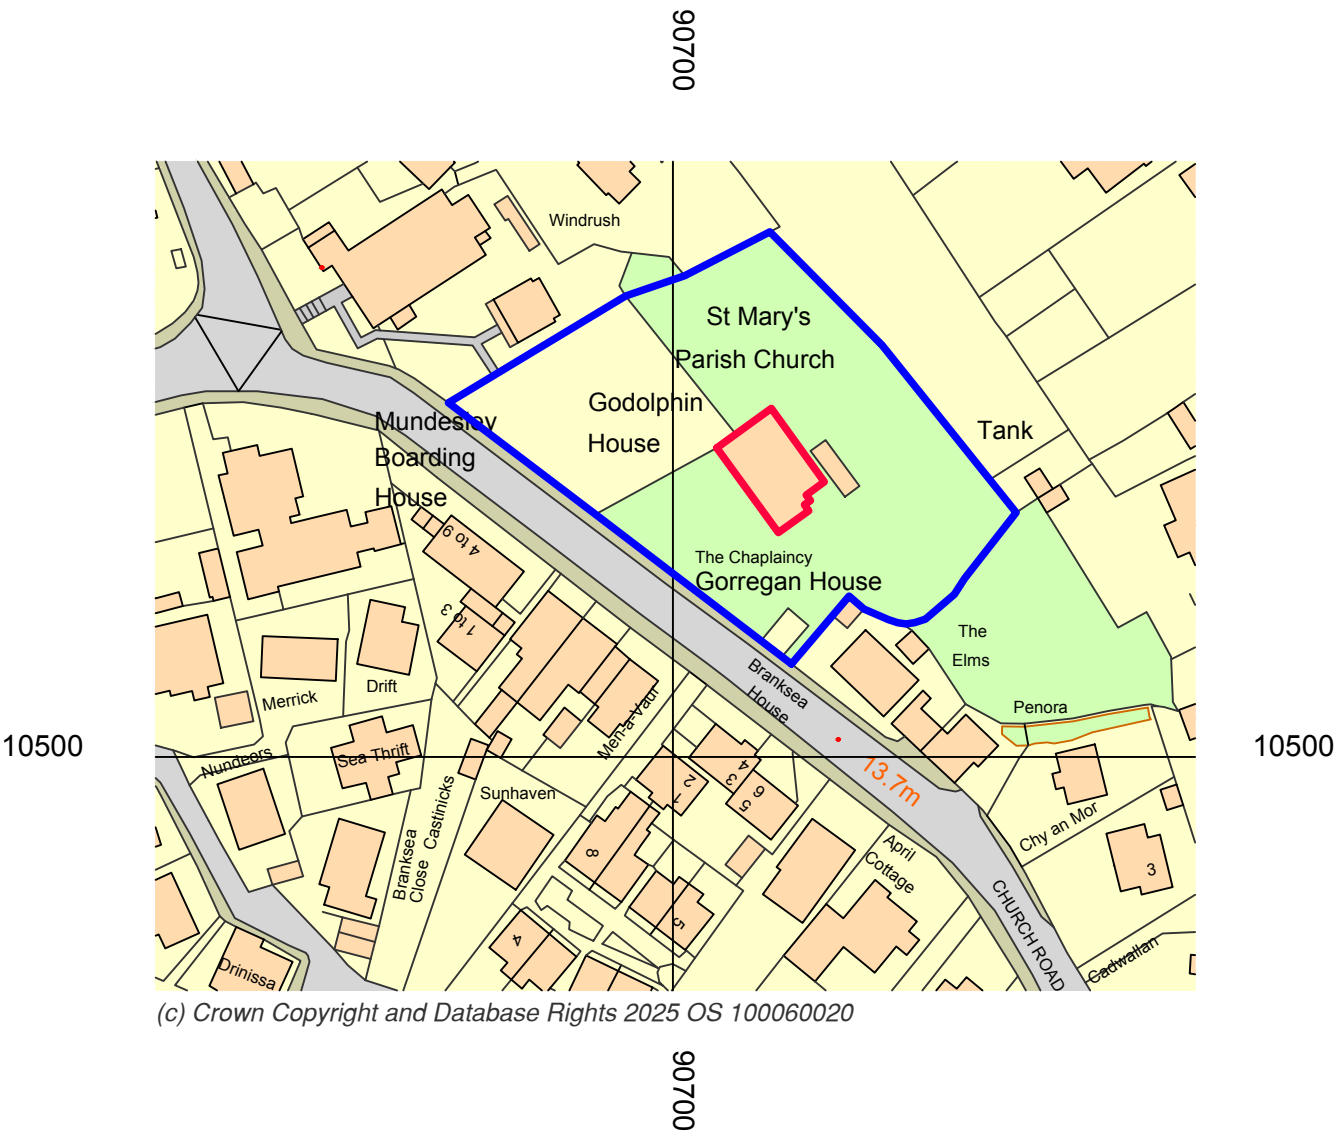 90700
Windrush
St Mary's
Parish Church
Godolphin
House
Mundesley
Boarding
House
Tank
4 to 9
1 to 3
The Chaplaincy
Gorregan House
The
Elms
Branksea
House
Penora
Merrick
Drift
Nundeers
Sea Thrift
Men-a-Vaur
10500
10500
Sunhaven
Branksea
Close
Castinicks
1
2
3
4
5
6
13.7m
8
5
4
April
Cottage
Chy an Mor
3
CHURCH ROAD
Cadwallan
Drinissa
(c) Crown Copyright and Database Rights 2025 OS 100060020
90700